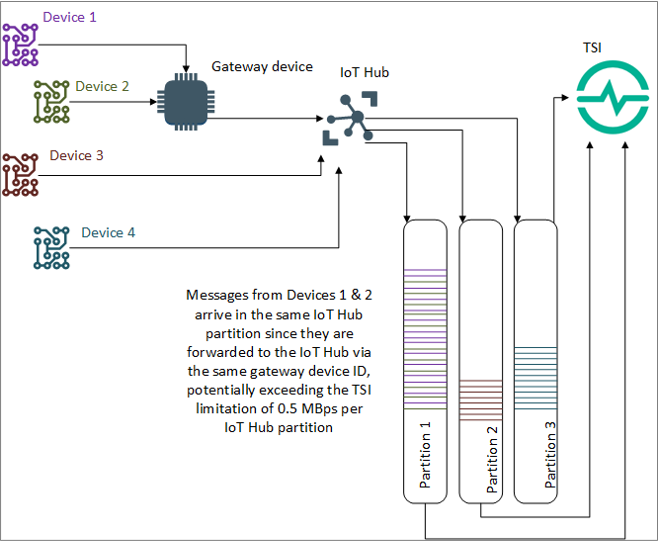 Device 1
TSI
Gateway device
IoT Hub
Device 2
Device 3
Device 4
Messages from Devices 1 & 2
arrive in the same IoT Hub
partition since they are
forwarded to the IoT Hub via
the same gateway device ID,
potentially exceeding the TSI
limitation of 0.5 MBps per
IoT Hub partition
Partition 1
Partition 2
Partition 3